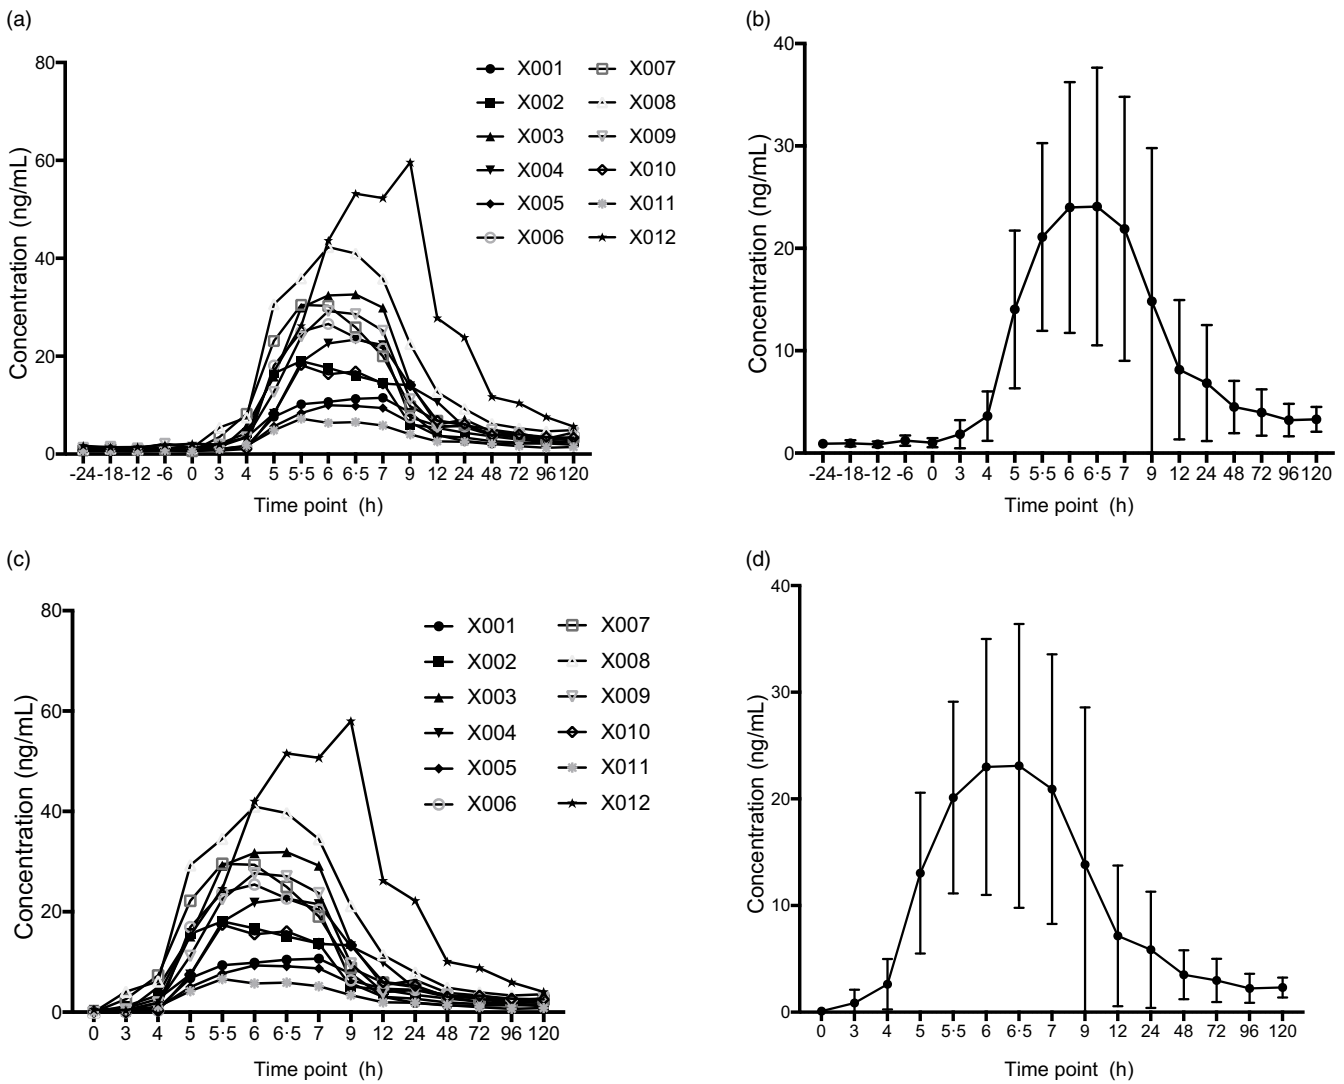 (a)
Concentration (ng/mL)
80
60
40
20
0
X001 X007
X002 X008
X003 X009
X004 X010
X005 X011
X006 X012
-24 -18 -12 -6 0 3 4 5 5·5 6 6·5 7 9 12 24 48 72 96 120
Time point (h)
(b)
Concentration (ng/mL)
40
30
20
10
0
-24 -18 -12 -6 0 3 4 5 5·5 6 6·5 7 9 12 24 48 72 96 120
Time point (h)
(c)
Concentration (ng/mL)
80
60
40
20
0
X001 X007
X002 X008
X003 X009
X004 X010
X005 X011
X006 X012
0 3 4 5 5·5 6 6·5 7 9 12 24 48 72 96 120
Time point (h)
(d)
Concentration (ng/mL)
40
30
20
10
0
0 3 4 5 5·5 6 6·5 7 9 12 24 48 72 96 120
Time point (h)